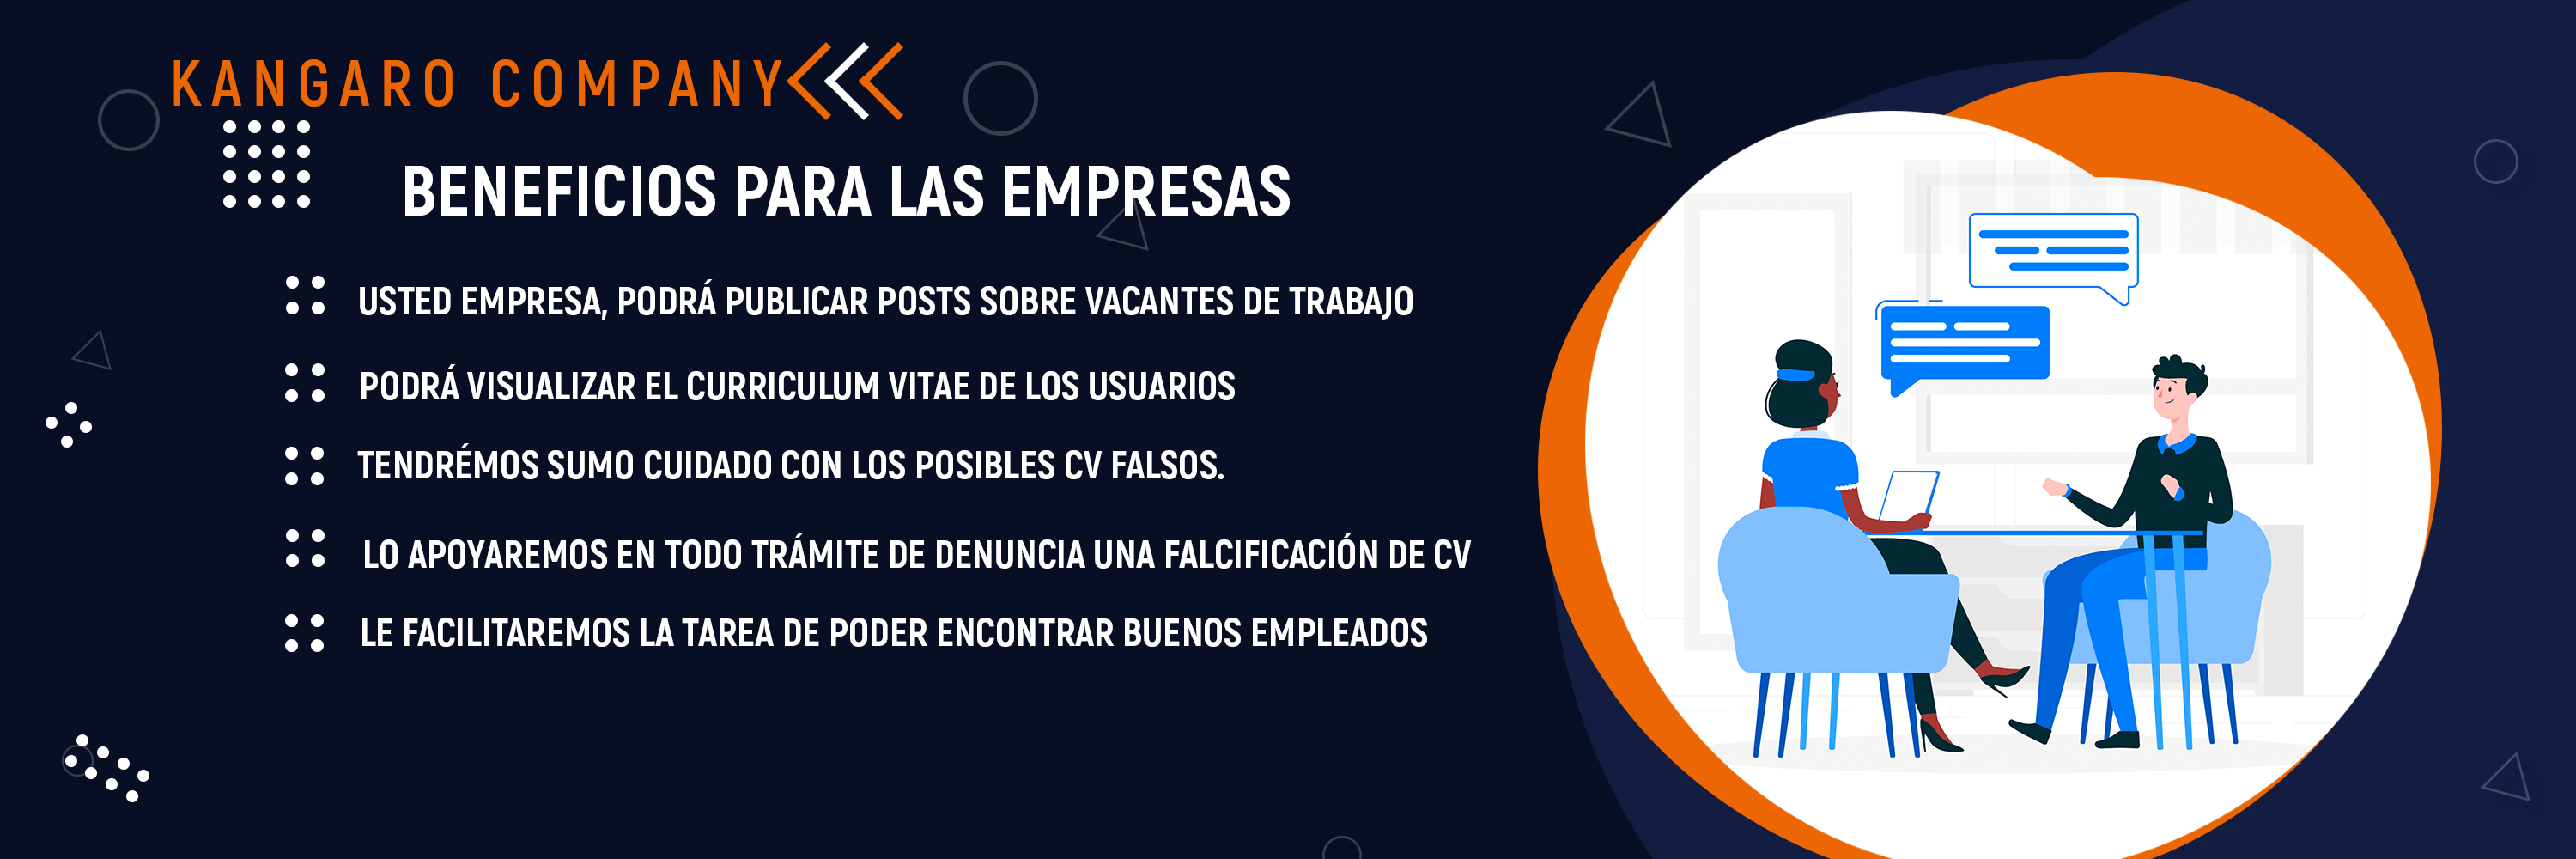 KANGARO COMPANY
BENEFICIOS PARA LAS EMPRESAS
USTED EMPRESA, PODRÁ PUBLICAR POSTS SOBRE VACANTES DE TRABAJO
PODRÁ VISUALIZAR EL CURRICULUM VITAE DE LOS USUARIOS
TENDRÉMOS SUMO CUIDADO CON LOS POSIBLES CV FALSOS.
LO APOYAREMOS EN TODO TRÁMITE DE DENUNCIA UNA FALCIFICACIÓN DE CV
LE FACILITAREMOS LA TAREA DE PODER ENCONTRAR BUENOS EMPLEADOS